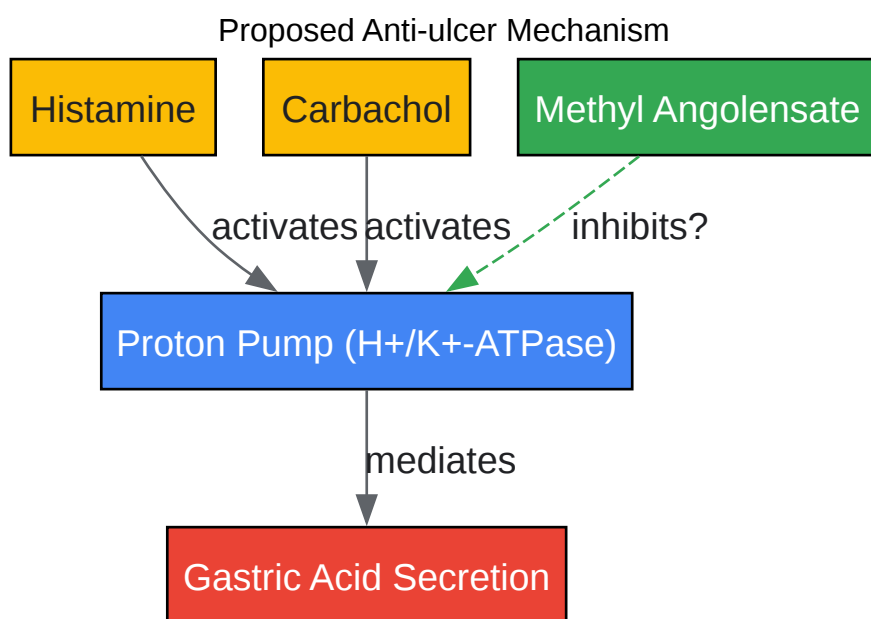 Proposed Anti-ulcer Mechanism
Histamine
Carbachol
Methyl Angolensate
activates
activates
inhibits?
Proton Pump (H+/K+-ATPase)
mediates
Gastric Acid Secretion